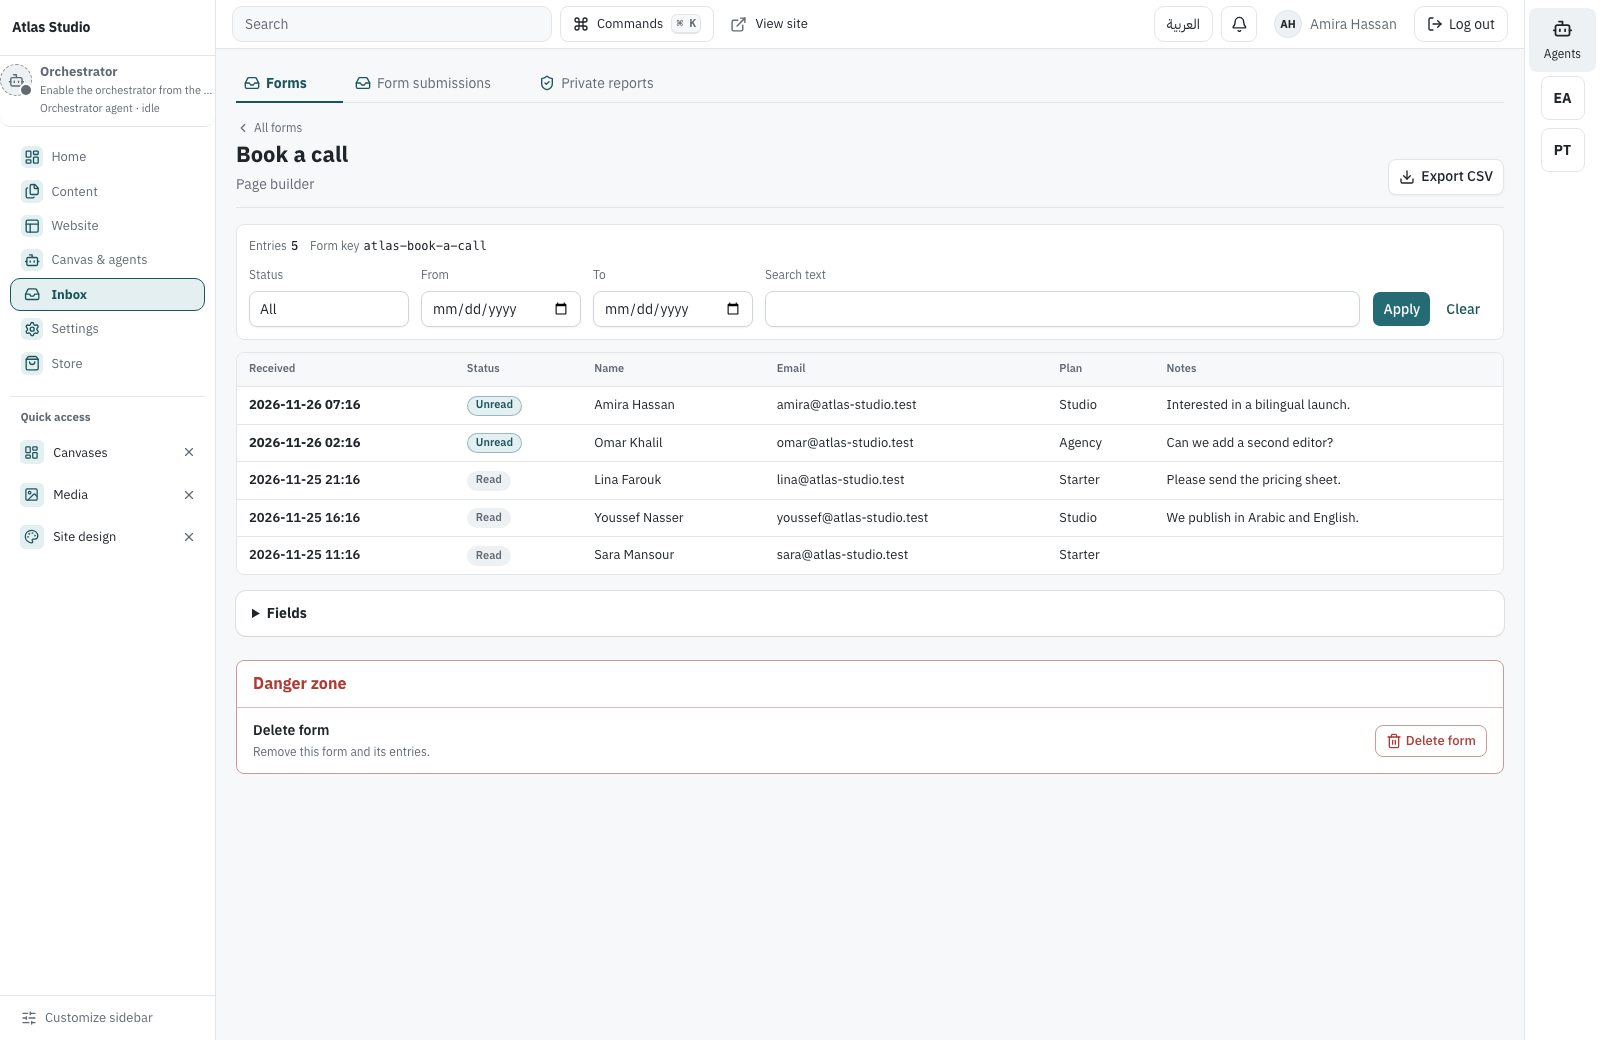 Atlas Studio
Orchestrator
Enable the orchestrator from the ...
Orchestrator agent · idle
Home
Content
Website
Canvas & agents
Inbox
Settings
Store
Quick access
Canvases
Media
Site design
Customize sidebar
Search
Commands ⌘ K
View site
العربية
AH Amira Hassan
Log out
Forms
Form submissions
Private reports
All forms
Book a call
Page builder
Export CSV
Entries 5 Form key atlas-book-a-call
Status From To Search text
All mm/dd/yyyy mm/dd/yyyy Apply Clear
Received Status Name Email Plan Notes
2026-11-26 07:16 Unread Amira Hassan amira@atlas-studio.test Studio Interested in a bilingual launch.
2026-11-26 02:16 Unread Omar Khalil omar@atlas-studio.test Agency Can we add a second editor?
2026-11-25 21:16 Read Lina Farouk lina@atlas-studio.test Starter Please send the pricing sheet.
2026-11-25 16:16 Read Youssef Nasser youssef@atlas-studio.test Studio We publish in Arabic and English.
2026-11-25 11:16 Read Sara Mansour sara@atlas-studio.test Starter
Fields
Danger zone
Delete form
Remove this form and its entries.
Delete form
Agents
EA
PT